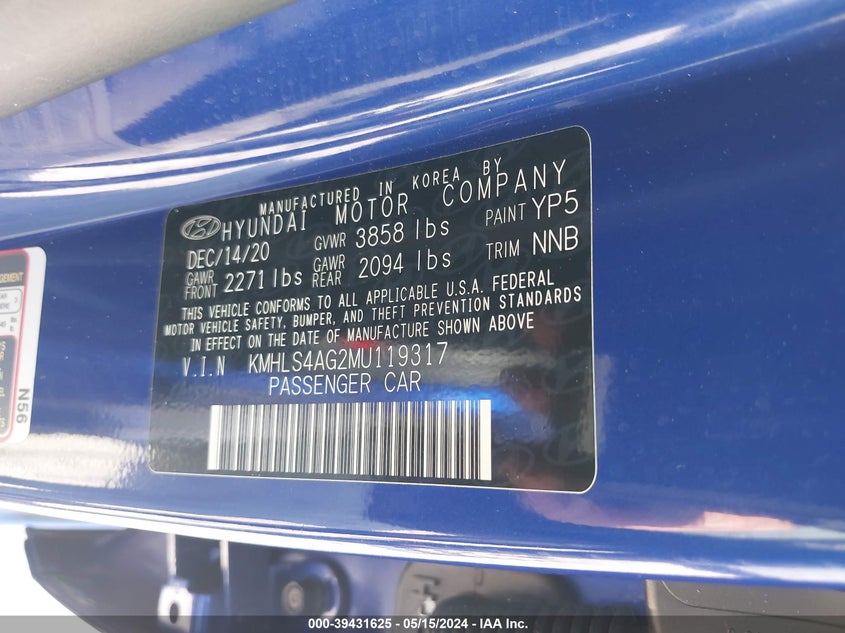 MANUFACTURED IN KOREA BY
HYUNDAI MOTOR COMPANY
DEC/14/20 GVWR 3858 lbs PAINT YP5
GAWR FRONT 2271 lbs GAWR REAR 2094 lbs TRIM NNB
THIS VEHICLE CONFORMS TO ALL APPLICABLE U.S.A. FEDERAL
MOTOR VEHICLE SAFETY, BUMPER, AND THEFT PREVENTION STANDARDS
IN EFFECT ON THE DATE OF MANUFACTURE SHOWN ABOVE
V.I.N KMHLS4AG2MU119317
PASSENGER CAR
N56
000-39431625 - 05/15/2024 - IAA Inc.